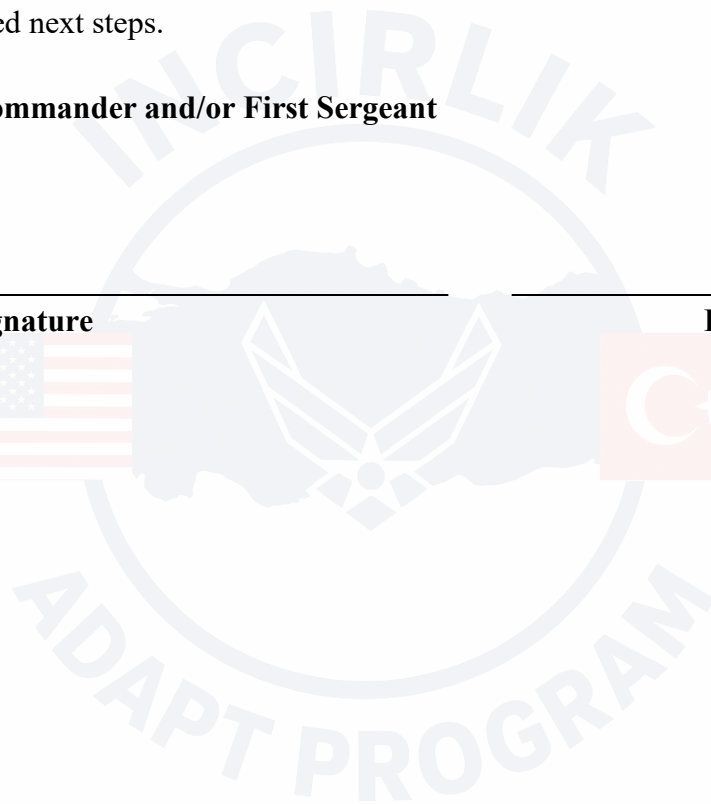 ed next steps.
ommander and/or First Sergeant
gnature
INCIRLIK
ADAPT PROGRAM